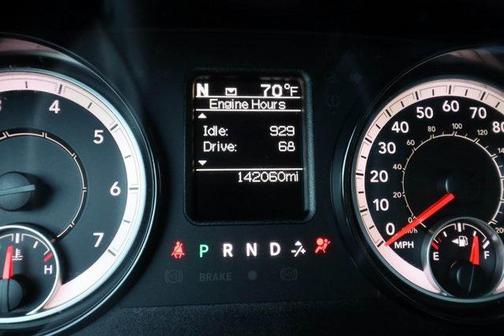 N 70°F
Engine Hours
Idle: 929
Drive: 68
142060mi
3 4 5 6 7
0 10 20 30 40 50 60 70 80
MPH
H
E F
P R N D
BRAKE